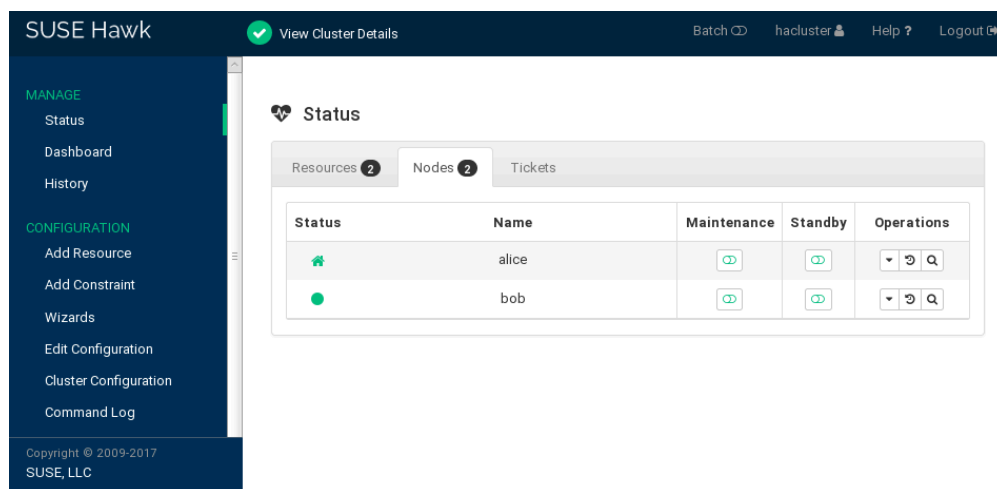 SUSE Hawk
View Cluster Details
Batch
hacluster
Help ?
Logout
MANAGE
Status
Dashboard
History
CONFIGURATION
Add Resource
Add Constraint
Wizards
Edit Configuration
Cluster Configuration
Command Log
Copyright © 2009-2017
SUSE, LLC
Status
Resources 2 Nodes 2 Tickets
Status Name Maintenance Standby Operations
alice
bob